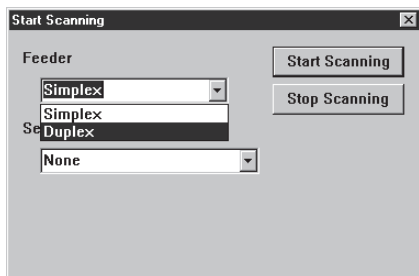 Start Scanning
Feeder
Start Scanning
Simplex
Stop Scanning
Simplex
Se
Duplex
None